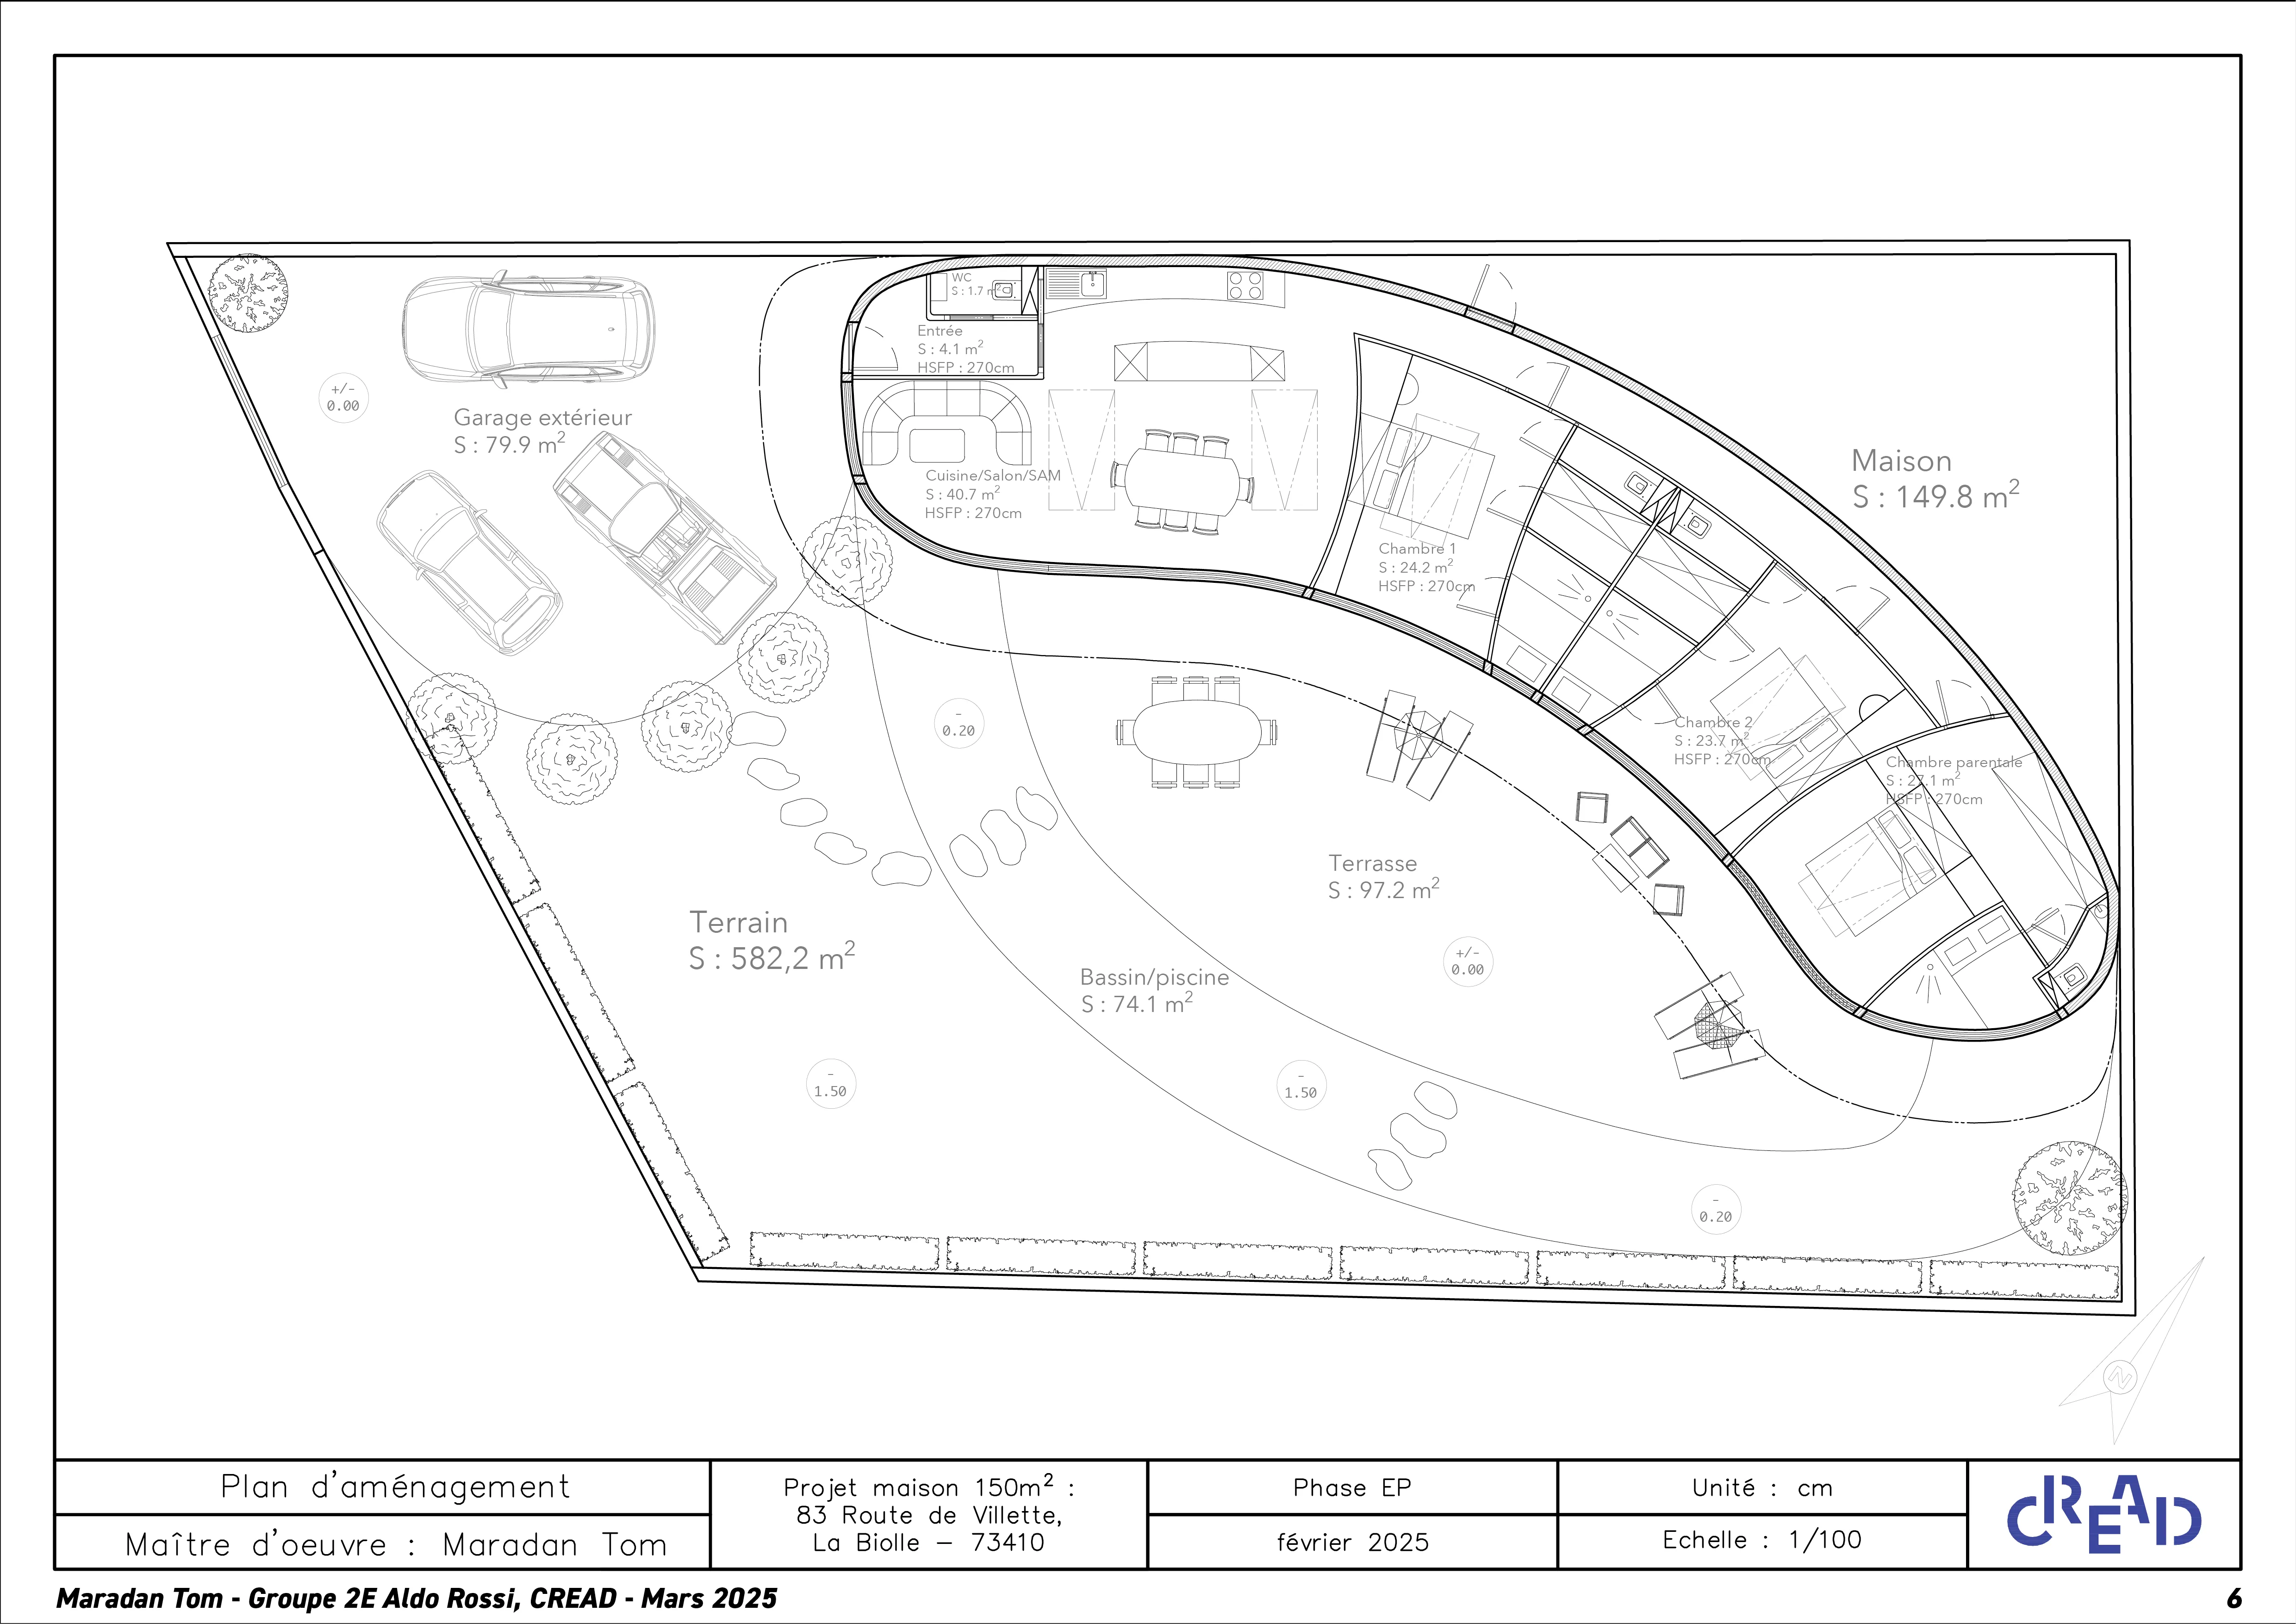 WC
S : 1.7 m²
Entrée
S : 4.1 m²
HSFP : 270cm
+/-
0.00
Garage extérieur
S : 79.9 m²
Maison
S : 149.8 m²
Cuisine/Salon/SAM
S : 40.7 m²
HSFP : 270cm
Chambre 1
S : 24.2 m²
HSFP : 270cm
-
0.20
Chambre 2
S : 23.7 m²
HSFP : 270cm
Chambre parentale
S : 27.1 m²
HSFP : 270cm
Terrasse
S : 97.2 m²
Terrain
S : 582,2 m²
+/-
0.00
Bassin/piscine
S : 74.1 m²
-
1.50
-
1.50
-
0.20
N
Plan d'aménagement
Maître d'oeuvre : Maradan Tom
Projet maison 150m² :
83 Route de Villette,
La Biolle – 73410
Phase EP
février 2025
Unité : cm
Echelle : 1/100
CREAD
Maradan Tom - Groupe 2E Aldo Rossi, CREAD - Mars 2025
6